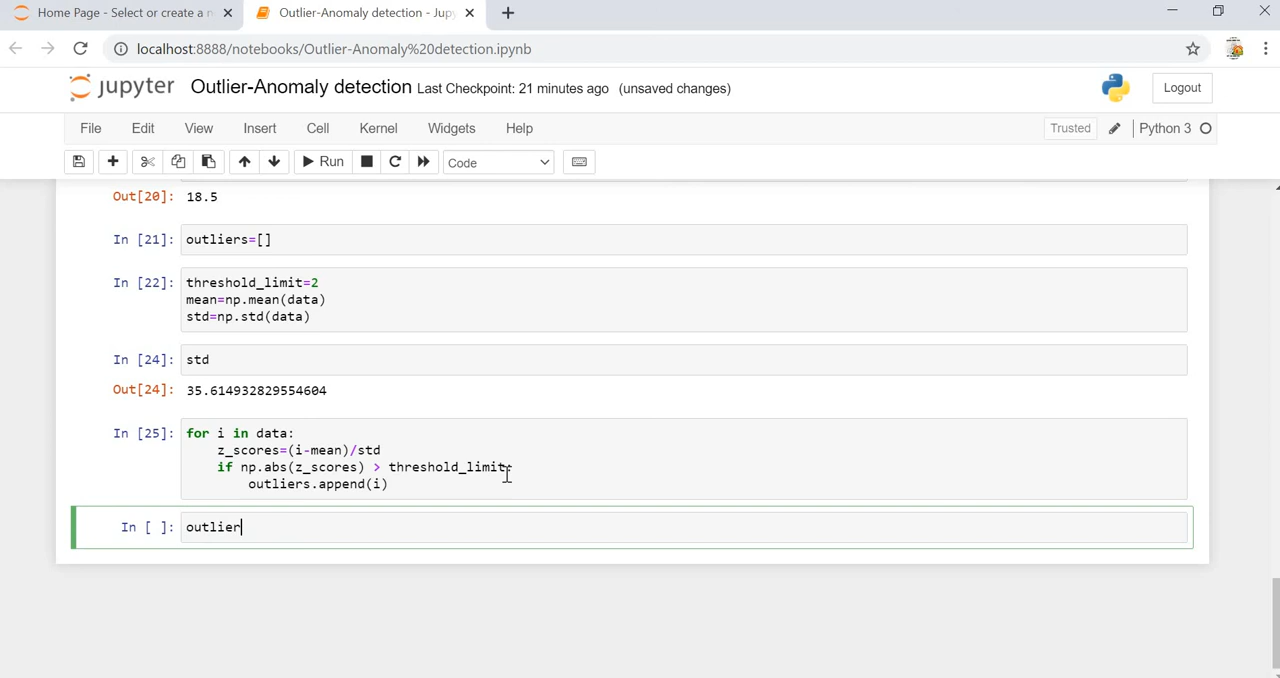 Home Page - Select or create a n
Outlier-Anomaly detection - Jupy
localhost:8888/notebooks/Outlier-Anomaly%20detection.ipynb
jupyter Outlier-Anomaly detection Last Checkpoint: 21 minutes ago (unsaved changes)
Logout
File Edit View Insert Cell Kernel Widgets Help
Trusted Python 3
Run Code
Out[20]: 18.5
In [21]: outliers=[]
In [22]: threshold_limit=2
mean=np.mean(data)
std=np.std(data)
In [24]: std
Out[24]: 35.614932829554604
In [25]: for i in data:
z_scores=(i-mean)/std
if np.abs(z_scores) > threshold_limit:
outliers.append(i)
In [ ]: outlier